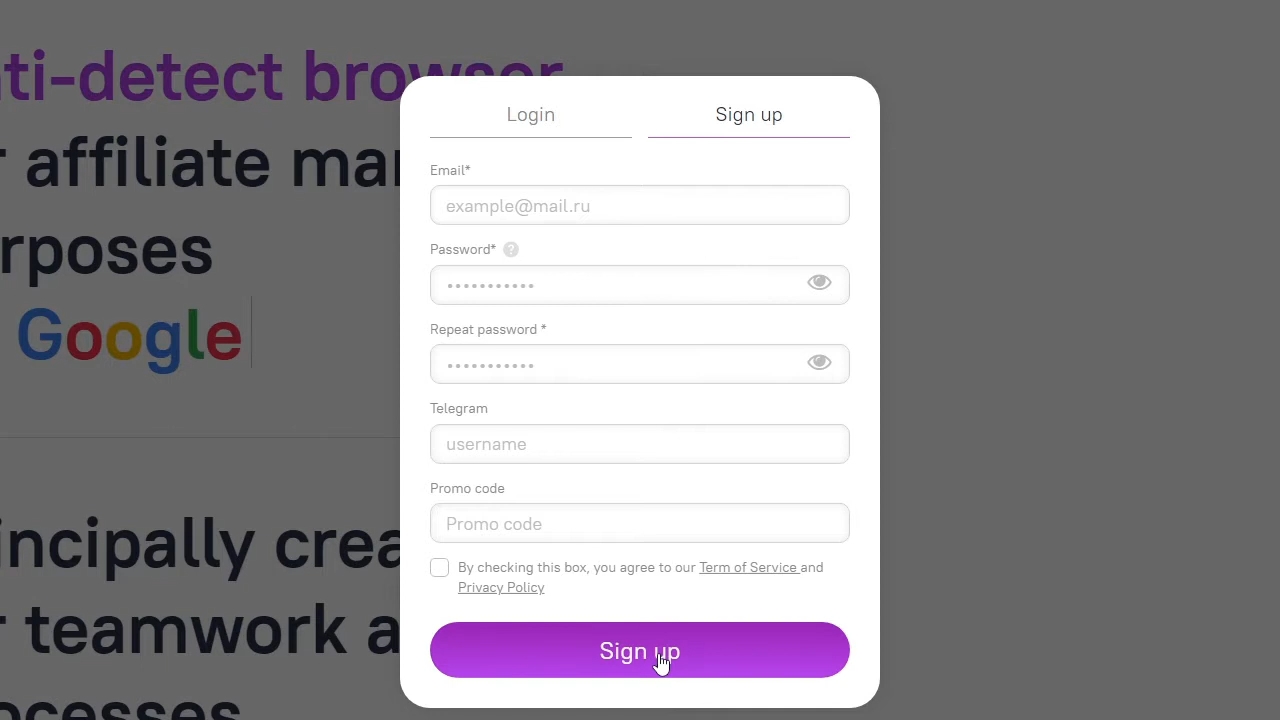 ti-detect browser
affiliate mar
rposes
Google
incipally crea
teamwork a
ocesses
Login
Sign up
Email*
example@mail.ru
Password* ?
•••••••••••
Repeat password *
•••••••••••
Telegram
username
Promo code
Promo code
By checking this box, you agree to our Term of Service and
Privacy Policy
Sign up